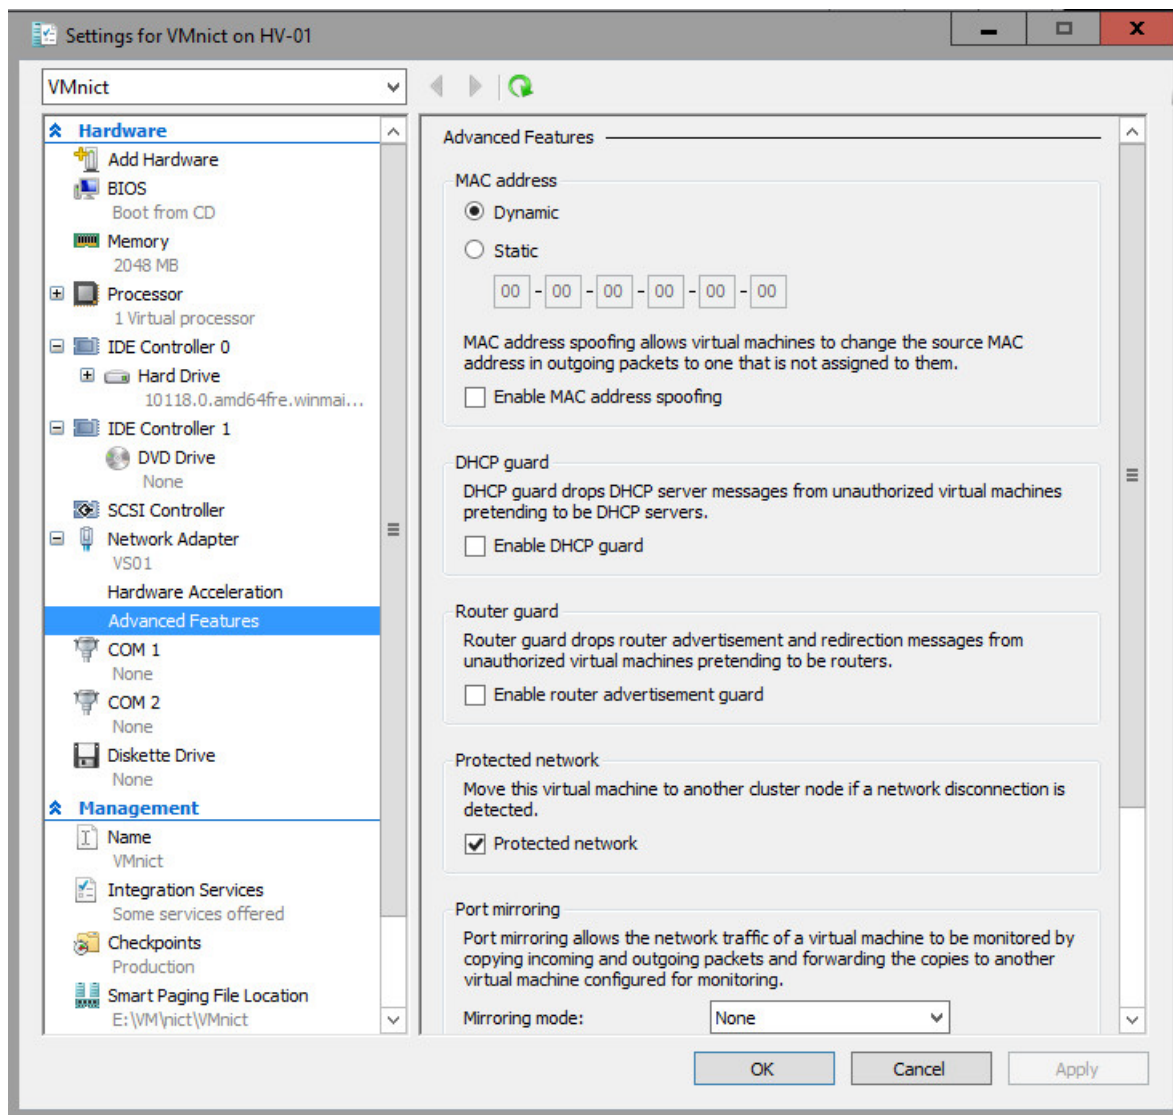 Settings for VMnict on HV-01
VMnict
Hardware
Add Hardware
BIOS
Boot from CD
Memory
2048 MB
Processor
1 Virtual processor
IDE Controller 0
Hard Drive
10118.0.amd64fre.winmai...
IDE Controller 1
DVD Drive
None
SCSI Controller
Network Adapter
VS01
Hardware Acceleration
Advanced Features
COM 1
None
COM 2
None
Diskette Drive
None
Management
Name
VMnict
Integration Services
Some services offered
Checkpoints
Production
Smart Paging File Location
E:\VM\nict\VMnict
Advanced Features
MAC address
Dynamic
Static
00 - 00 - 00 - 00 - 00 - 00
MAC address spoofing allows virtual machines to change the source MAC
address in outgoing packets to one that is not assigned to them.
Enable MAC address spoofing
DHCP guard
DHCP guard drops DHCP server messages from unauthorized virtual machines
pretending to be DHCP servers.
Enable DHCP guard
Router guard
Router guard drops router advertisement and redirection messages from
unauthorized virtual machines pretending to be routers.
Enable router advertisement guard
Protected network
Move this virtual machine to another cluster node if a network disconnection is
detected.
Protected network
Port mirroring
Port mirroring allows the network traffic of a virtual machine to be monitored by
copying incoming and outgoing packets and forwarding the copies to another
virtual machine configured for monitoring.
Mirroring mode: None
OK Cancel Apply